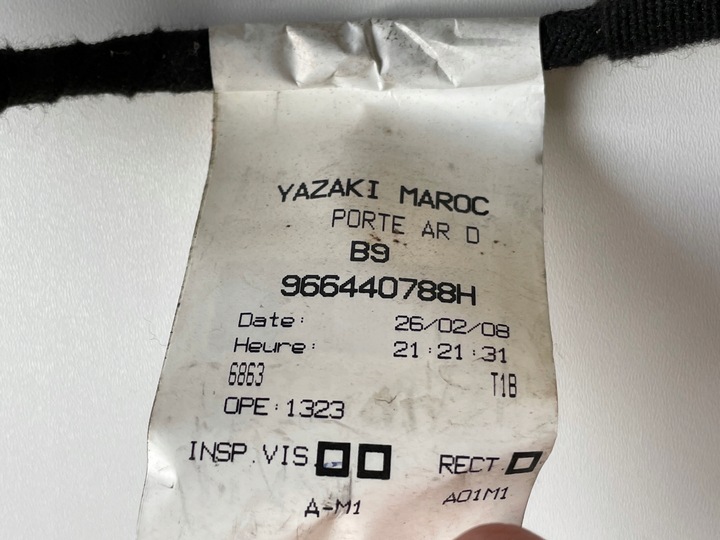 YAZAKI MAROC
PORTE AR D
B9
966440788H
Date: 26/02/08
Heure: 21:21:31
6863 T1B
OPE:1323
INSP.VIS RECT.
A-M1 A01M1